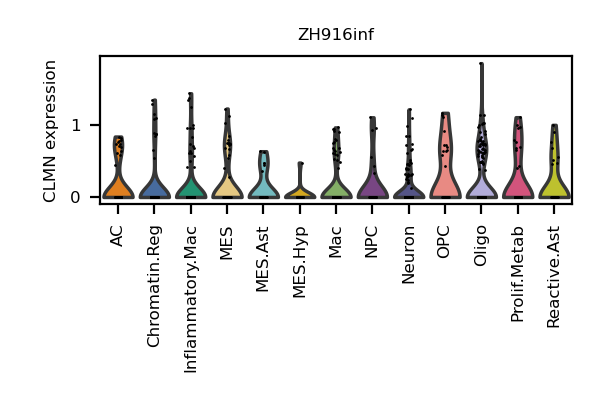 ZH916inf
CLMN expression
1
0
AC
Chromatin.Reg
Inflammatory.Mac
MES
MES.Ast
MES.Hyp
Mac
NPC
Neuron
OPC
Oligo
Prolif.Metab
Reactive.Ast